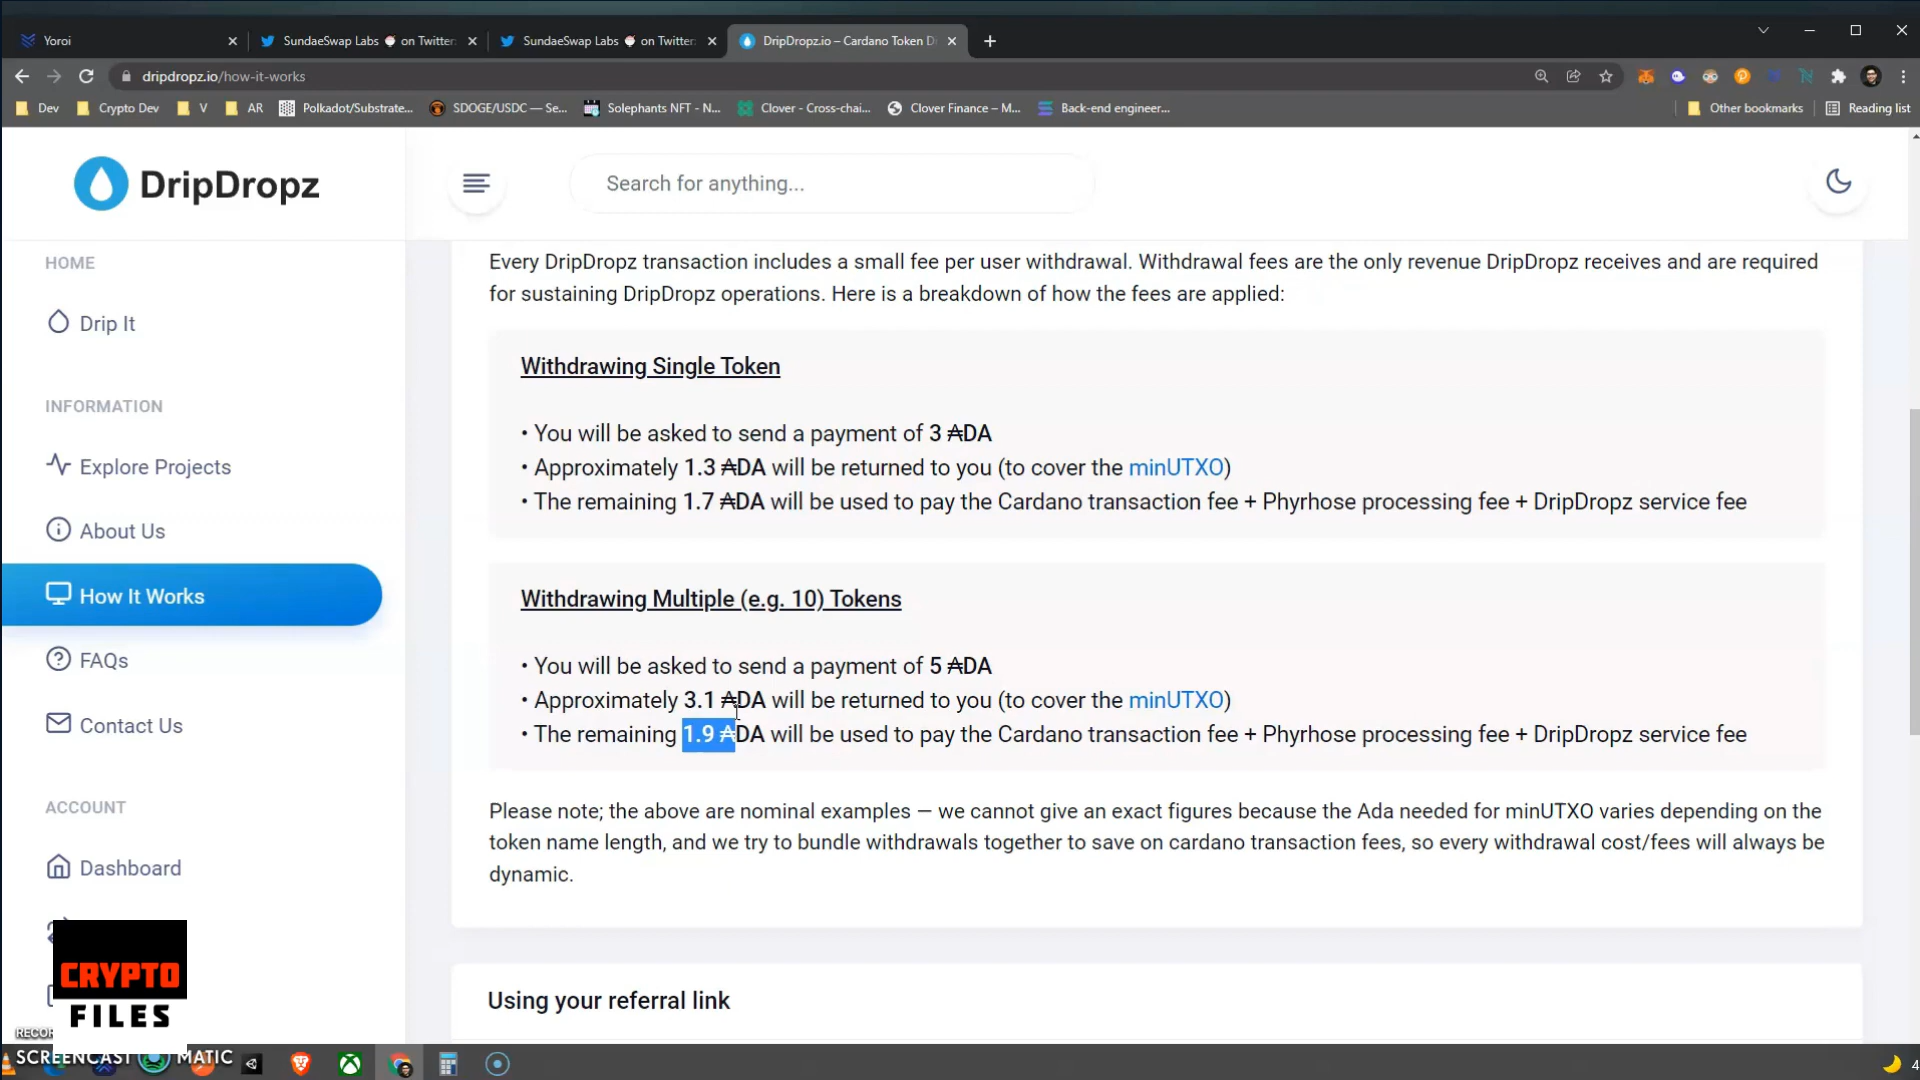 Yoroi
SundaeSwap Labs on Twitter:
SundaeSwap Labs on Twitter:
DripDropz.io – Cardano Token D
dripdropz.io/how-it-works
Dev
Crypto Dev
V
AR
Polkadot/Substrate...
SDOGE/USDC — Se...
Solephants NFT - N...
Clover - Cross-chai...
Clover Finance – M...
Back-end engineer...
Other bookmarks
Reading list
DripDropz
Search for anything...
HOME
Drip It
INFORMATION
Explore Projects
About Us
How It Works
FAQs
Contact Us
ACCOUNT
Dashboard
Every DripDropz transaction includes a small fee per user withdrawal. Withdrawal fees are the only revenue DripDropz receives and are required
for sustaining DripDropz operations. Here is a breakdown of how the fees are applied:
Withdrawing Single Token
• You will be asked to send a payment of 3 ₳DA
• Approximately 1.3 ₳DA will be returned to you (to cover the minUTXO)
• The remaining 1.7 ₳DA will be used to pay the Cardano transaction fee + Phyrhose processing fee + DripDropz service fee
Withdrawing Multiple (e.g. 10) Tokens
• You will be asked to send a payment of 5 ₳DA
• Approximately 3.1 ₳DA will be returned to you (to cover the minUTXO)
• The remaining 1.9 ₳DA will be used to pay the Cardano transaction fee + Phyrhose processing fee + DripDropz service fee
Please note; the above are nominal examples — we cannot give an exact figures because the Ada needed for minUTXO varies depending on the
token name length, and we try to bundle withdrawals together to save on cardano transaction fees, so every withdrawal cost/fees will always be
dynamic.
Using your referral link
CRYPTO
FILES
RECOR
SCREENCAST
MATIC
4